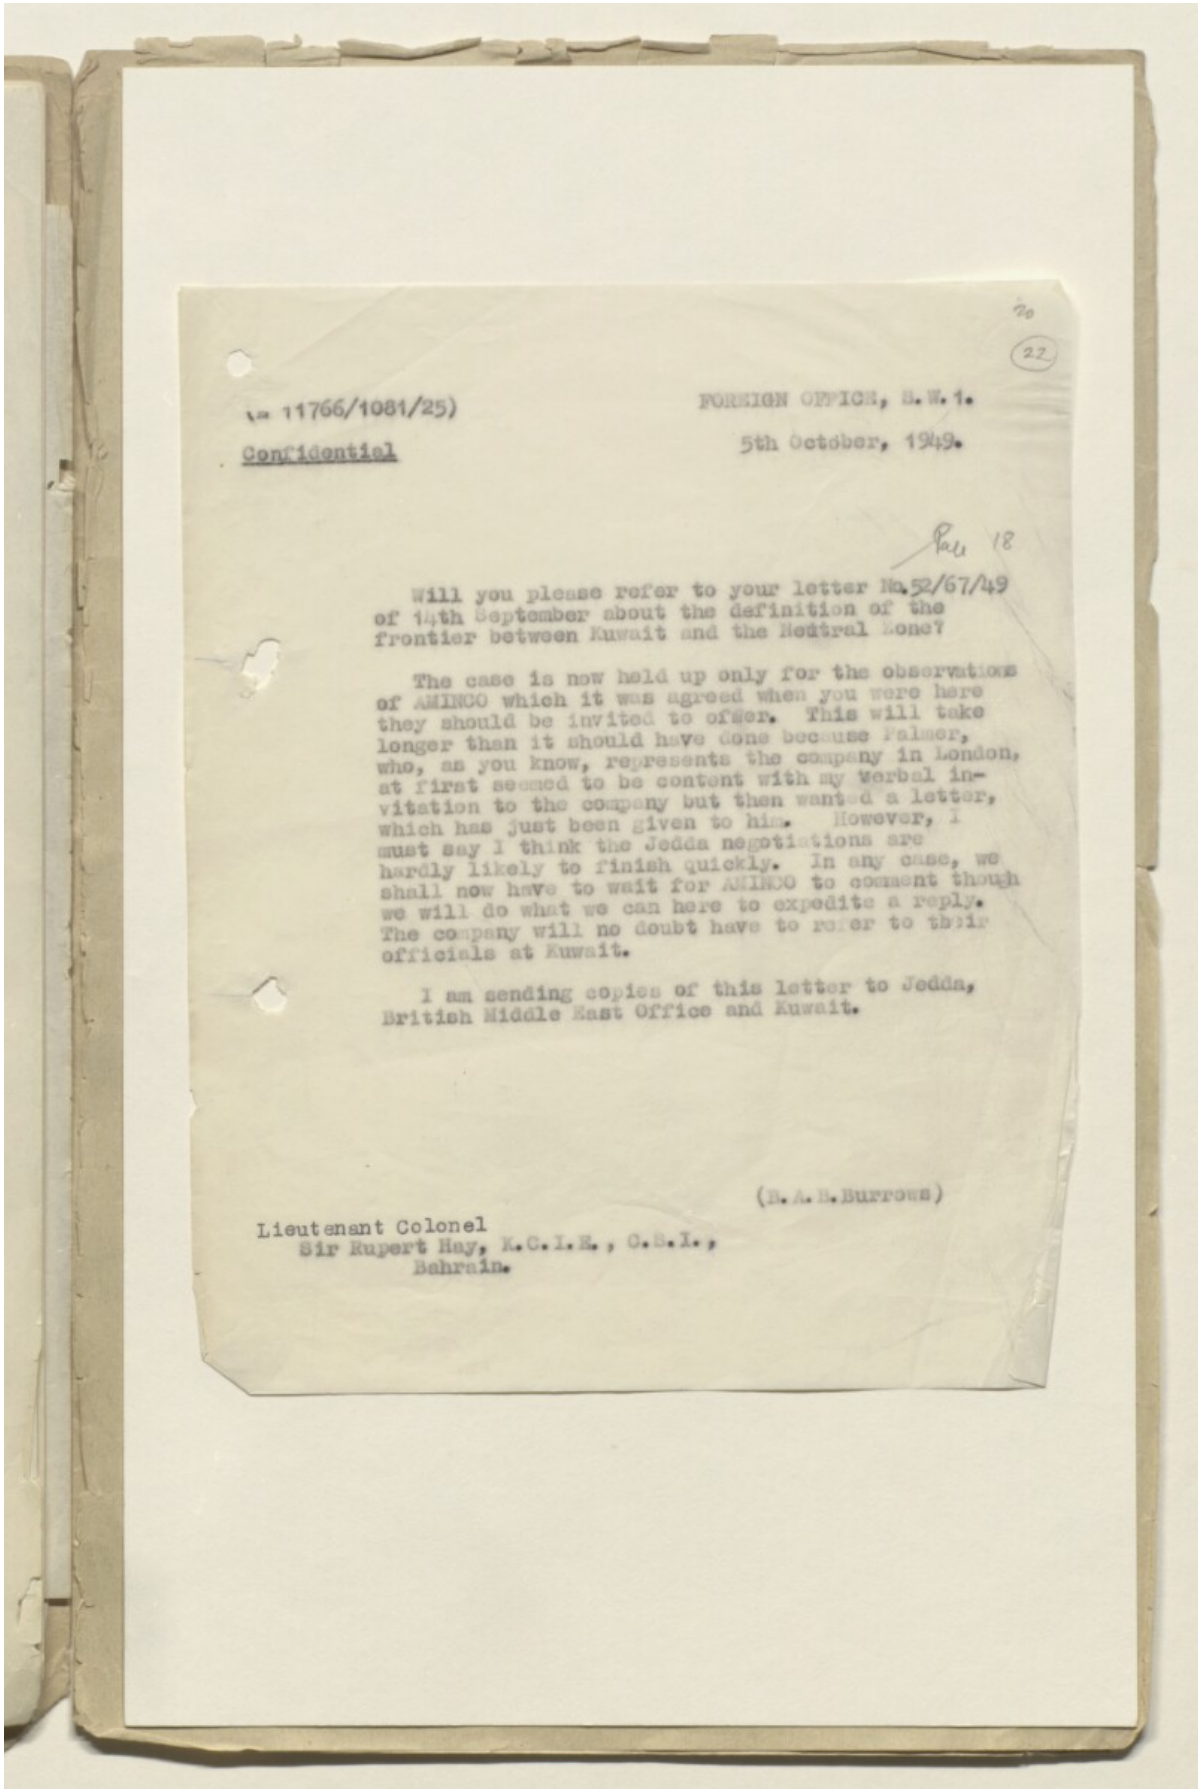 20
22
(E 11766/1081/25)
FOREIGN OFFICE, S.W.1.
Confidential
5th October, 1949.
18
Will you please refer to your letter No.52/67/49
of 14th September about the definition of the
frontier between Kuwait and the Neutral Zone?
The case is now held up only for the observations
of AMINCO which it was agreed when you were here
they should be invited to offer. This will take
longer than it should have done because Palmer,
who, as you know, represents the company in London,
at first seemed to be content with my verbal in-
vitation to the company but then wanted a letter,
which has just been given to him. However, I
must say I think the Jedda negotiations are
hardly likely to finish quickly. In any case, we
shall now have to wait for AMINCO to comment though
we will do what we can here to expedite a reply.
The company will no doubt have to refer to their
officials at Kuwait.
I am sending copies of this letter to Jedda,
British Middle East Office and Kuwait.
(B.A.B.Burrows)
Lieutenant Colonel
Sir Rupert Hay, K.C.I.E., C.S.I.,
Bahrain.